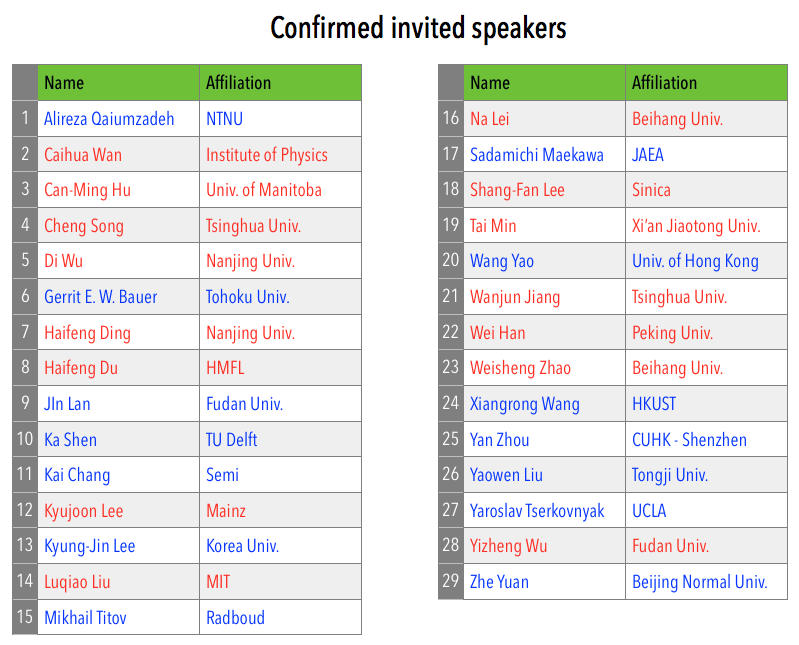 Confirmed invited speakers
Name Affiliation
1 Alireza Qaiumzadeh NTNU
2 Caihua Wan Institute of Physics
3 Can-Ming Hu Univ. of Manitoba
4 Cheng Song Tsinghua Univ.
5 Di Wu Nanjing Univ.
6 Gerrit E. W. Bauer Tohoku Univ.
7 Haifeng Ding Nanjing Univ.
8 Haifeng Du HMFL
9 JIn Lan Fudan Univ.
10 Ka Shen TU Delft
11 Kai Chang Semi
12 Kyujoon Lee Mainz
13 Kyung-Jin Lee Korea Univ.
14 Luqiao Liu MIT
15 Mikhail Titov Radboud
Name Affiliation
16 Na Lei Beihang Univ.
17 Sadamichi Maekawa JAEA
18 Shang-Fan Lee Sinica
19 Tai Min Xi’an Jiaotong Univ.
20 Wang Yao Univ. of Hong Kong
21 Wanjun Jiang Tsinghua Univ.
22 Wei Han Peking Univ.
23 Weisheng Zhao Beihang Univ.
24 Xiangrong Wang HKUST
25 Yan Zhou CUHK - Shenzhen
26 Yaowen Liu Tongji Univ.
27 Yaroslav Tserkovnyak UCLA
28 Yizheng Wu Fudan Univ.
29 Zhe Yuan Beijing Normal Univ.